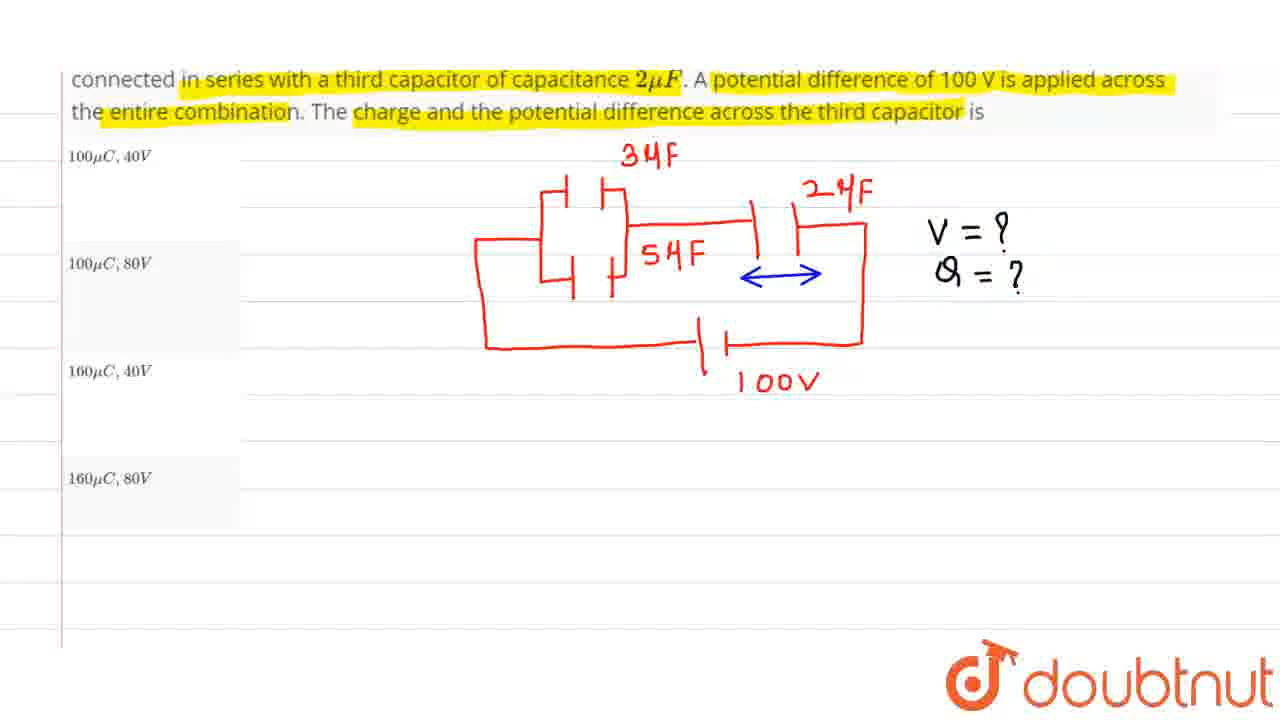 connected in series with a third capacitor of capacitance 2μF. A potential difference of 100 V is applied across
the entire combination. The charge and the potential difference across the third capacitor is
100μC, 40V
3μF
2μF
V = ?
5μF
100μC, 80V
Q = ?
160μC, 40V
100V
160μC, 80V
doubtnut